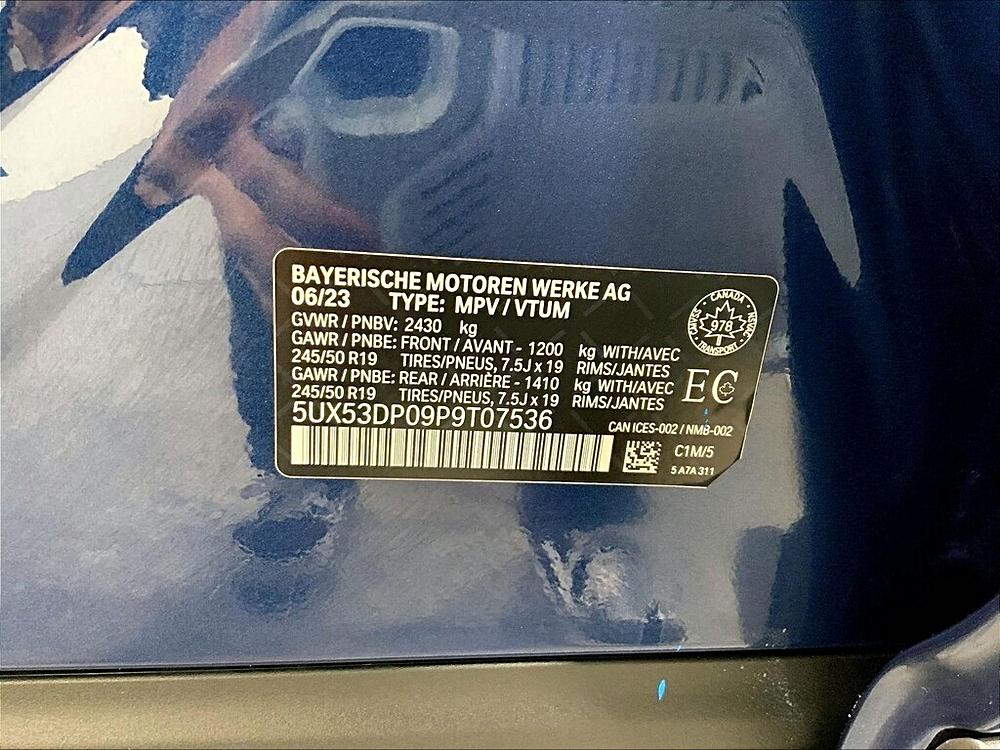 BAYERISCHE MOTOREN WERKE AG
06/23 TYPE: MPV / VTUM
GVWR / PNBV: 2430 kg
GAWR / PNBE: FRONT / AVANT - 1200 kg WITH/AVEC
245/50 R19 TIRES/PNEUS, 7.5J x 19 RIMS/JANTES
GAWR / PNBE: REAR / ARRIÈRE - 1410 kg WITH/AVEC
245/50 R19 TIRES/PNEUS, 7.5J x 19 RIMS/JANTES
5UX53DP09P9T07536
CANADA
978
TRANSPORT
EC
CAN ICES-002 / NMB-002
C1M/5
5 A7A 311